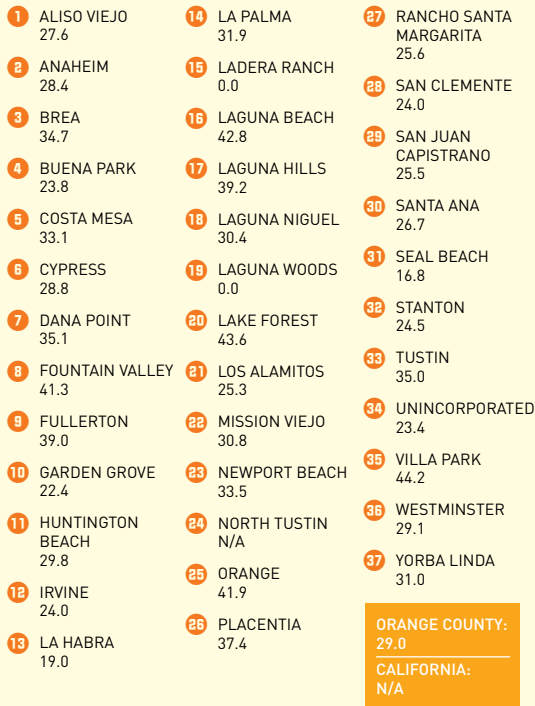 1 ALISO VIEJO
27.6
2 ANAHEIM
28.4
3 BREA
34.7
4 BUENA PARK
23.8
5 COSTA MESA
33.1
6 CYPRESS
28.8
7 DANA POINT
35.1
8 FOUNTAIN VALLEY
41.3
9 FULLERTON
39.0
10 GARDEN GROVE
22.4
11 HUNTINGTON
BEACH
29.8
12 IRVINE
24.0
13 LA HABRA
19.0
14 LA PALMA
31.9
15 LADERA RANCH
0.0
16 LAGUNA BEACH
42.8
17 LAGUNA HILLS
39.2
18 LAGUNA NIGUEL
30.4
19 LAGUNA WOODS
0.0
20 LAKE FOREST
43.6
21 LOS ALAMITOS
25.3
22 MISSION VIEJO
30.8
23 NEWPORT BEACH
33.5
24 NORTH TUSTIN
N/A
25 ORANGE
41.9
26 PLACENTIA
37.4
27 RANCHO SANTA
MARGARITA
25.6
28 SAN CLEMENTE
24.0
29 SAN JUAN
CAPISTRANO
25.5
30 SANTA ANA
26.7
31 SEAL BEACH
16.8
32 STANTON
24.5
33 TUSTIN
35.0
34 UNINCORPORATED
23.4
35 VILLA PARK
44.2
36 WESTMINSTER
29.1
37 YORBA LINDA
31.0
ORANGE COUNTY:
29.0
CALIFORNIA:
N/A